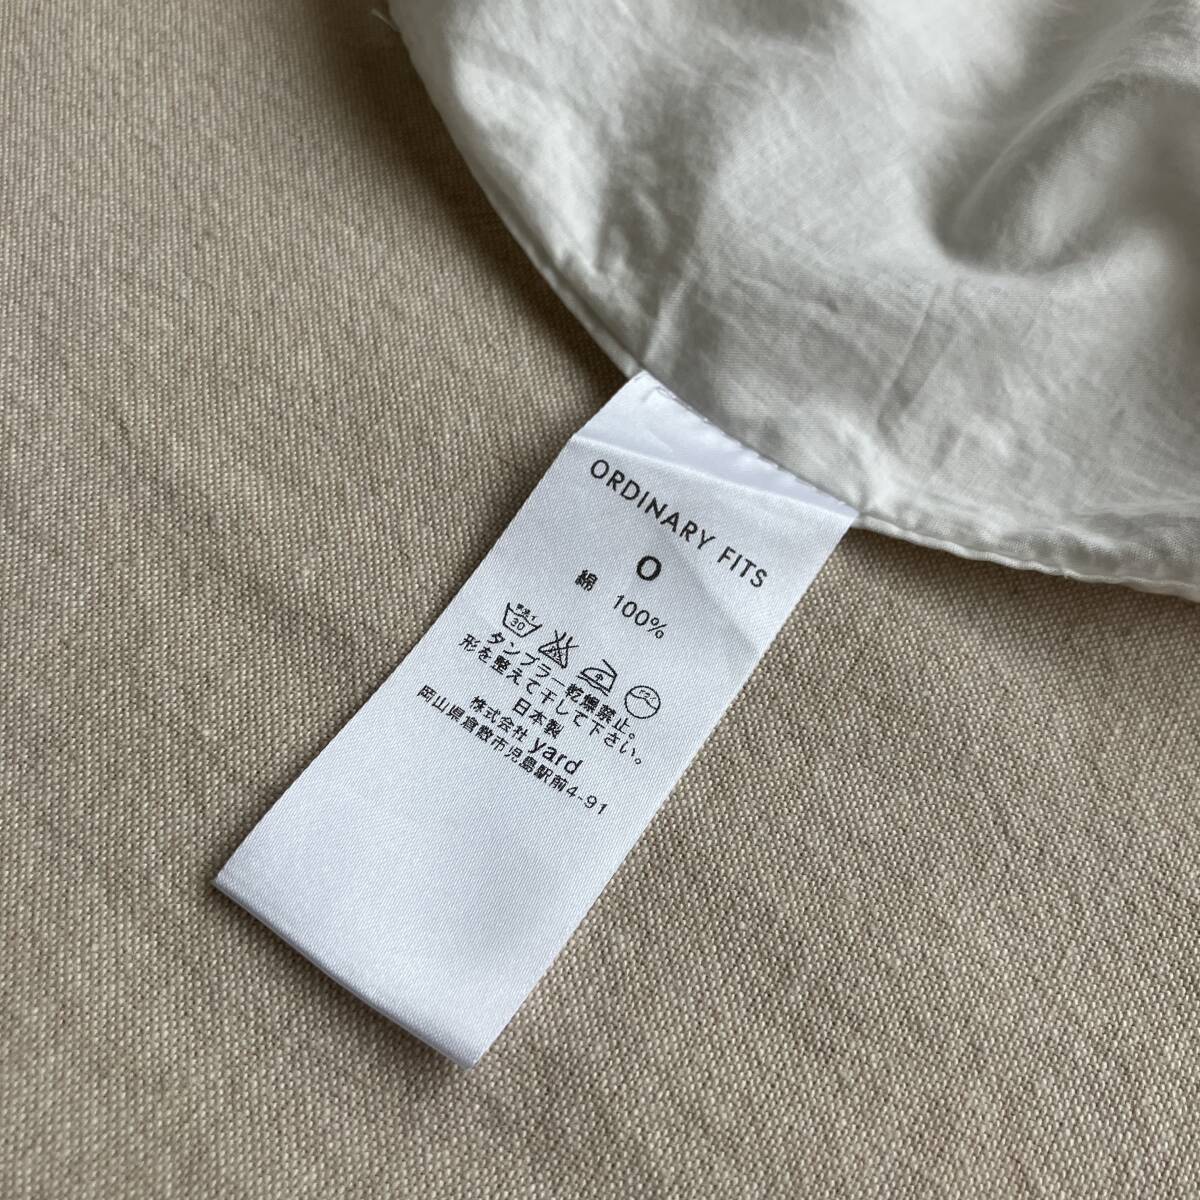 ORDINARY FITS
0
綿 100%
30
タンブラー乾燥禁止。
形を整えて干して下さい。
日本製
株式会社 yard
岡山県倉敷市児島駅前4-91